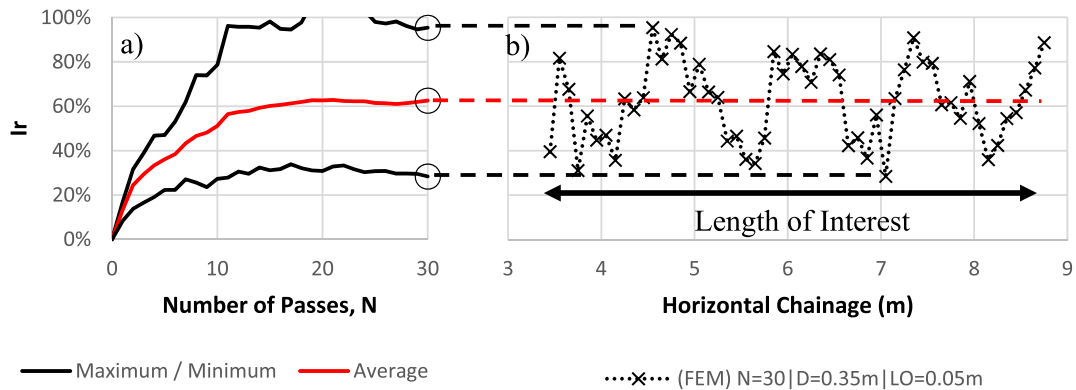 100%
80%
60%
40%
20%
0%
Ir
a)
0
10
20
30
Number of Passes, N
b)
Length of Interest
3
4
5
6
7
8
9
Horizontal Chainage (m)
Maximum / Minimum
Average
(FEM) N=30|D=0.35m|LO=0.05m